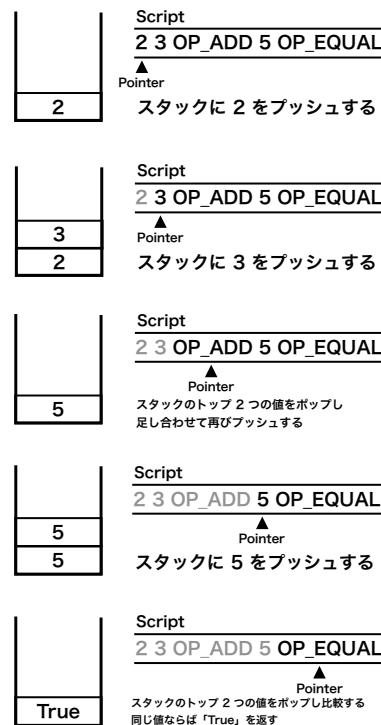 Script
2 3 OP_ADD 5 OP_EQUAL
Pointer
2
スタックに 2 をプッシュする
Script
2 3 OP_ADD 5 OP_EQUAL
Pointer
3
2
スタックに 3 をプッシュする
Script
2 3 OP_ADD 5 OP_EQUAL
Pointer
5
スタックのトップ 2 つの値をポップし
足し合わせて再びプッシュする
Script
2 3 OP_ADD 5 OP_EQUAL
Pointer
5
5
スタックに 5 をプッシュする
Script
2 3 OP_ADD 5 OP_EQUAL
Pointer
True
スタックのトップ 2 つの値をポップし比較する
同じ値ならば「True」を返す